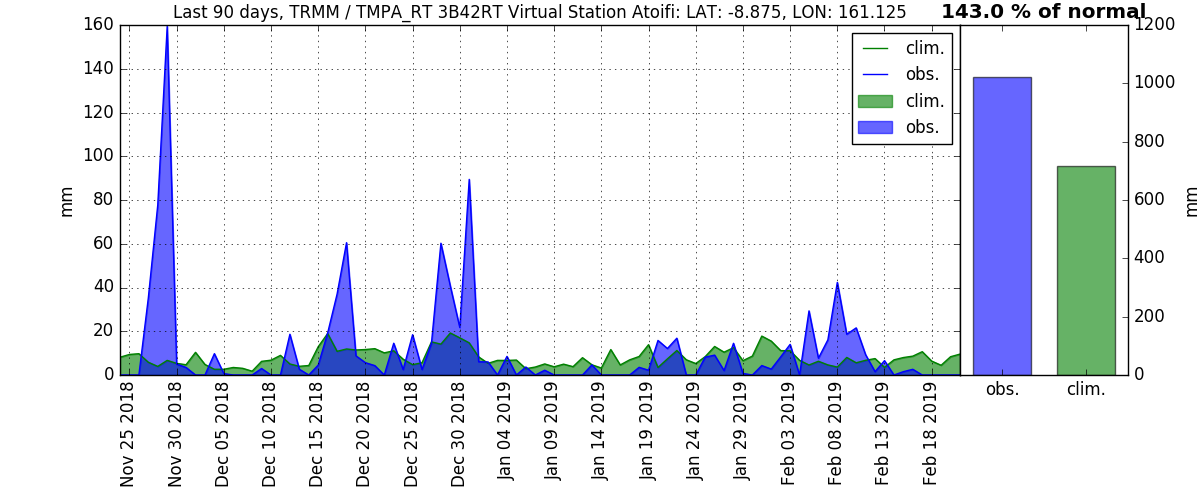 Last 90 days, TRMM / TMPA_RT 3B42RT Virtual Station Atoifi: LAT: -8.875, LON: 161.125
143.0 % of normal
160
140
120
100
80
60
40
20
0
mm
clim.
obs.
clim.
obs.
Nov 25 2018
Nov 30 2018
Dec 05 2018
Dec 10 2018
Dec 15 2018
Dec 20 2018
Dec 25 2018
Dec 30 2018
Jan 04 2019
Jan 09 2019
Jan 14 2019
Jan 19 2019
Jan 24 2019
Jan 29 2019
Feb 03 2019
Feb 08 2019
Feb 13 2019
Feb 18 2019
1200
1000
800
600
400
200
0
mm
obs.
clim.